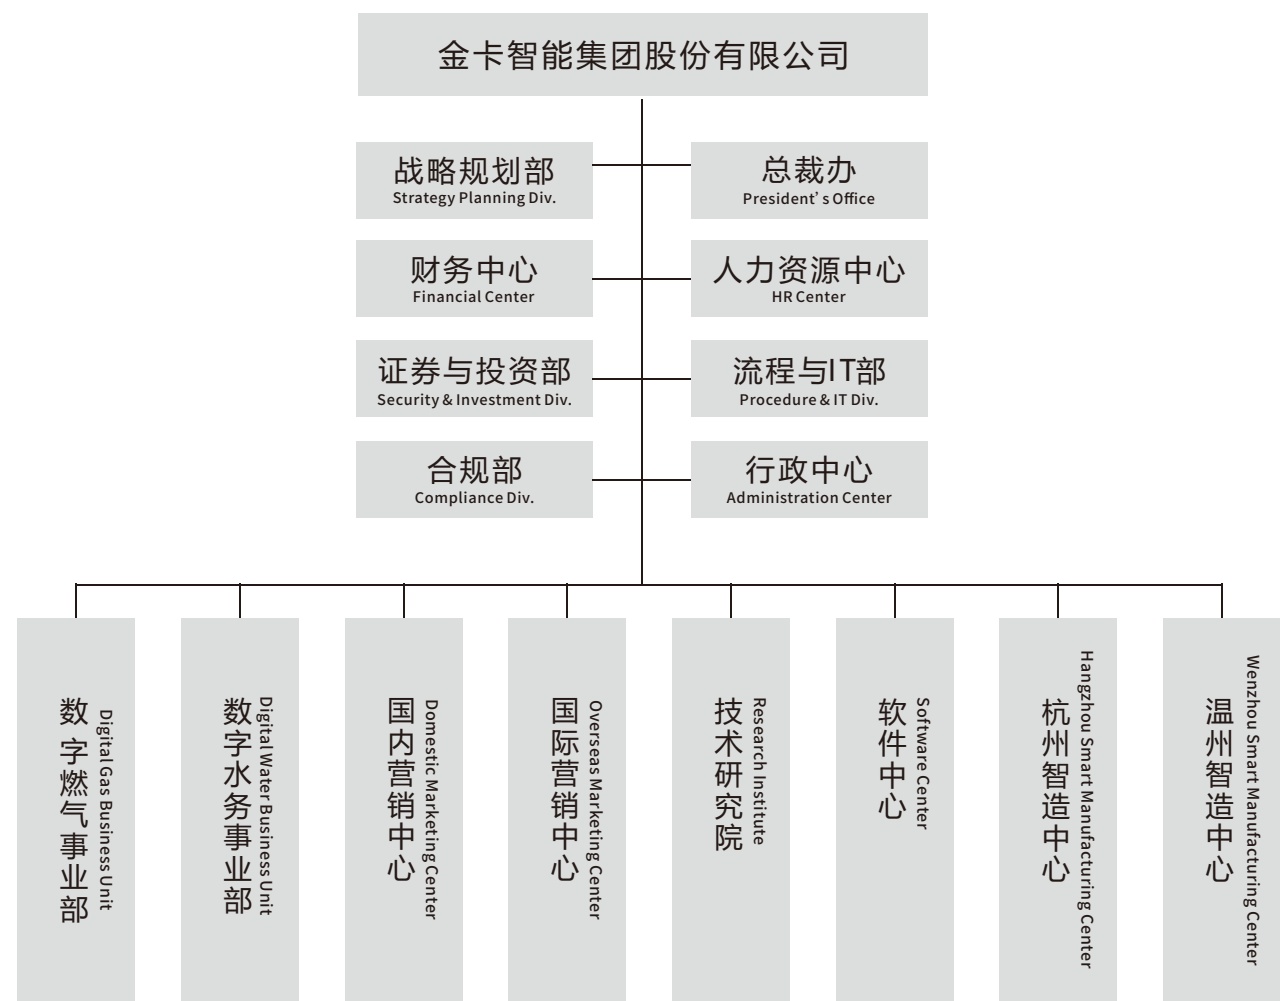 金卡智能集团股份有限公司
战略规划部
Strategy Planning Div.
总裁办
President’s Office
财务中心
Financial Center
人力资源中心
HR Center
证券与投资部
Security & Investment Div.
流程与IT部
Procedure & IT Div.
合规部
Compliance Div.
行政中心
Administration Center
数字燃气事业部
Digital Gas Business Unit
数字水务事业部
Digital Water Business Unit
国内营销中心
Domestic Marketing Center
国际营销中心
Overseas Marketing Center
技术研究院
Research Institute
软件中心
Software Center
杭州智造中心
Hangzhou Smart Manufacturing Center
温州智造中心
Wenzhou Smart Manufacturing Center